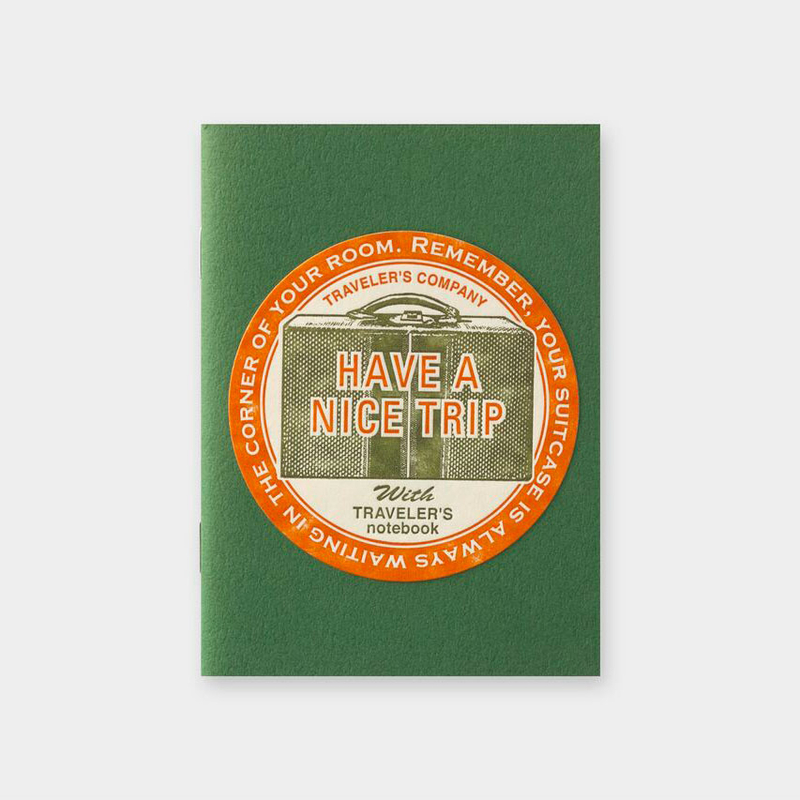 Remember, your suitcase is always waiting in the corner of your room.
TRAVELER'S COMPANY
HAVE A
NICE TRIP
With
TRAVELER'S
notebook